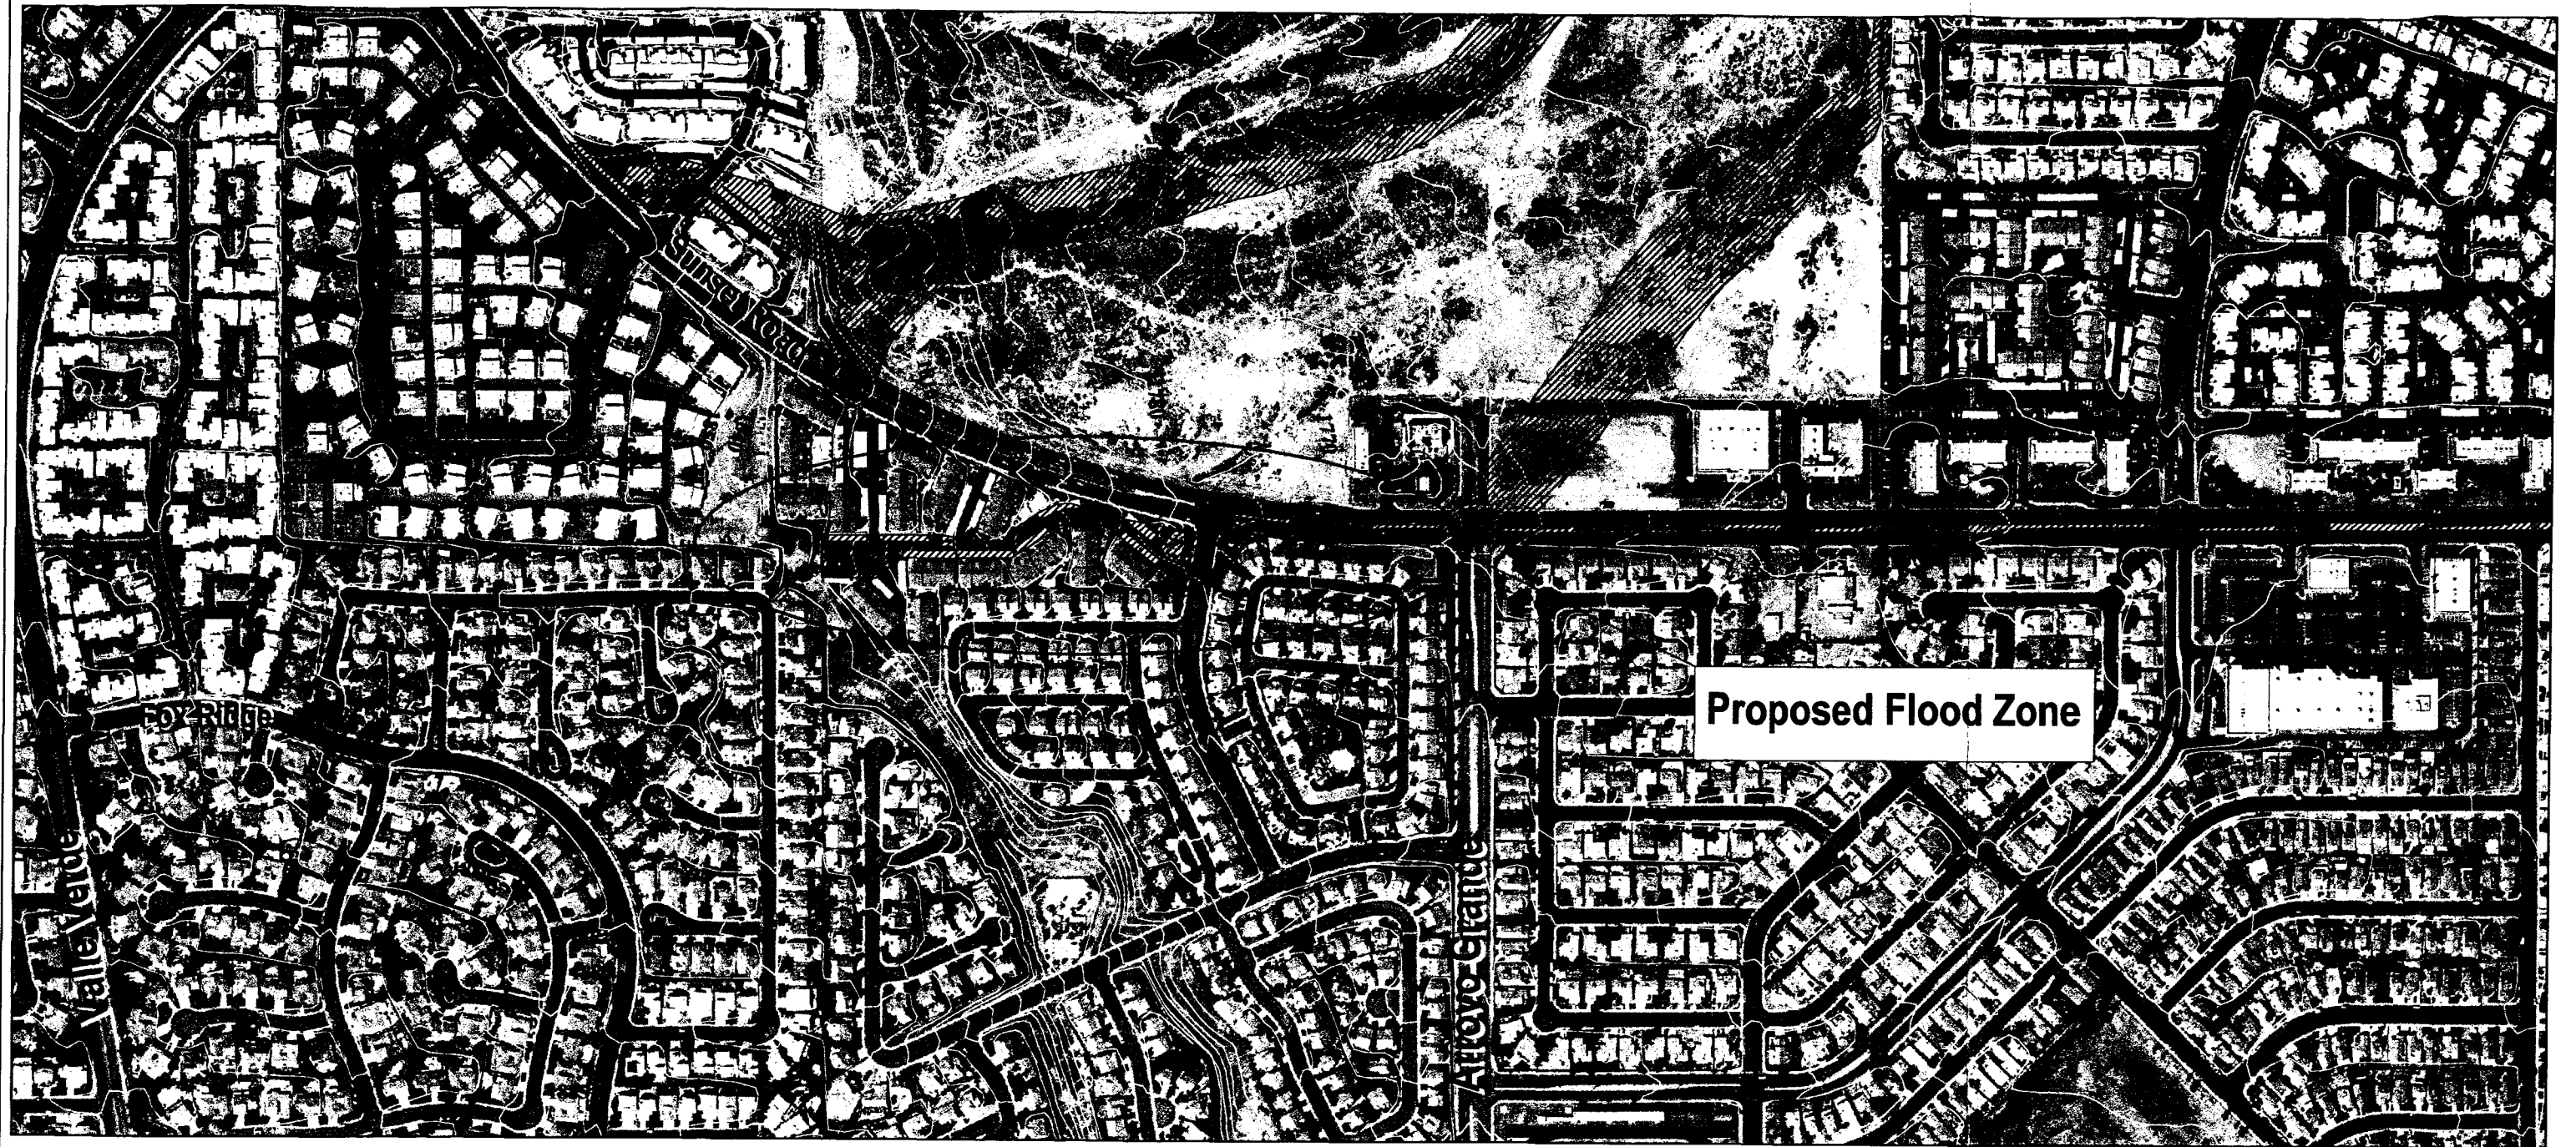 Sunset Road
Proposed Flood Zone
Fox Ridge
Valle Verde
Arroyo Grande